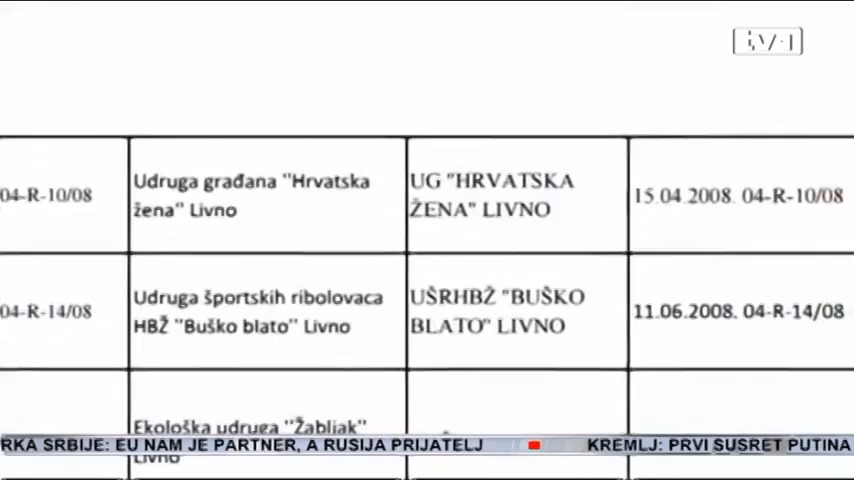 04-R-10/08
Udruga građana "Hrvatska
žena" Livno
UG "HRVATSKA
ŽENA" LIVNO
15.04.2008. 04-R-10/08
04-R-14/08
Udruga športskih ribolovaca
HBŽ "Buško blato" Livno
UŠRHBŽ "BUŠKO
BLATO" LIVNO
11.06.2008. 04-R-14/08
Ekološka udruga "Žabljak"
Livno
RKA SRBIJE: EU NAM JE PARTNER, A RUSIJA PRIJATELJ
KREMLJ: PRVI SUSRET PUTINA